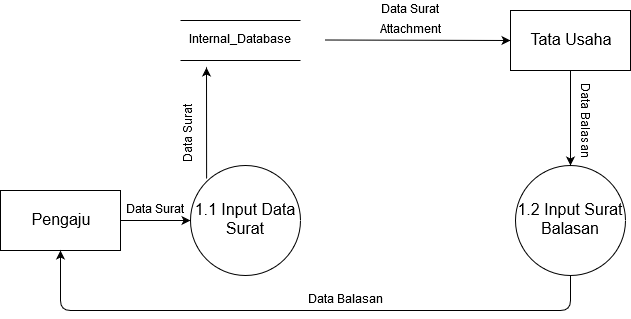 Data Surat
Attachment
Internal_Database
Tata Usaha
Data Surat
Data Balasan
Pengaju
Data Surat
1.1 Input Data
Surat
1.2 Input Surat
Balasan
Data Balasan